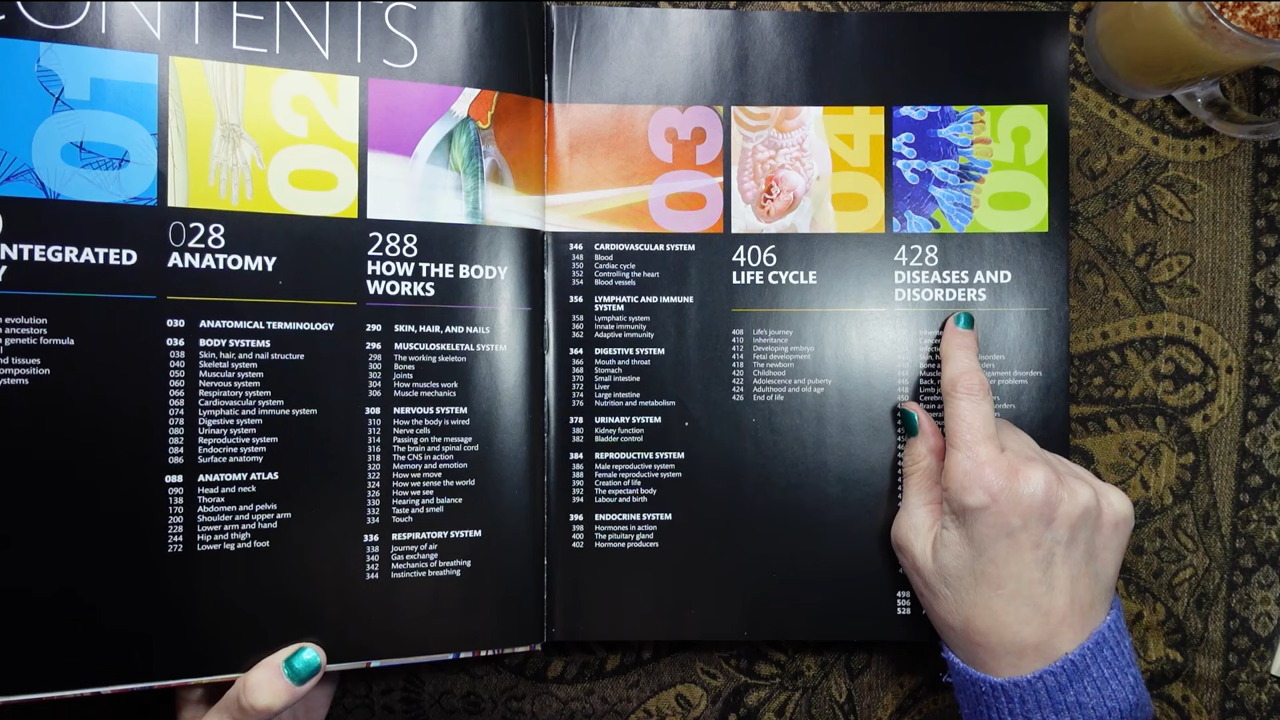 CONTENTS
01
INTEGRATED
evolution
ancestors
genetic formula
and tissues
composition
systems
02
028
ANATOMY
030 ANATOMICAL TERMINOLOGY
036 BODY SYSTEMS
038 Skin, hair, and nail structure
040 Skeletal system
050 Muscular system
060 Nervous system
066 Respiratory system
068 Cardiovascular system
074 Lymphatic and immune system
078 Digestive system
080 Urinary system
082 Reproductive system
084 Endocrine system
086 Surface anatomy
088 ANATOMY ATLAS
090 Head and neck
138 Thorax
170 Abdomen and pelvis
200 Shoulder and upper arm
228 Lower arm and hand
244 Hip and thigh
272 Lower leg and foot
03
288
HOW THE BODY
WORKS
290 SKIN, HAIR, AND NAILS
296 MUSCULOSKELETAL SYSTEM
298 The working skeleton
300 Bones
302 Joints
304 How muscles work
306 Muscle mechanics
308 NERVOUS SYSTEM
310 How the body is wired
312 Nerve cells
314 Passing on the message
316 The brain and spinal cord
318 The CNS in action
320 Memory and emotion
322 How we move
324 How we sense the world
326 How we see
330 Hearing and balance
332 Taste and smell
334 Touch
336 RESPIRATORY SYSTEM
338 Journey of air
340 Gas exchange
342 Mechanics of breathing
344 Instinctive breathing
346 CARDIOVASCULAR SYSTEM
348 Blood
350 Cardiac cycle
352 Controlling the heart
354 Blood vessels
356 LYMPHATIC AND IMMUNE
SYSTEM
358 Lymphatic system
360 Innate immunity
362 Adaptive immunity
364 DIGESTIVE SYSTEM
366 Mouth and throat
368 Stomach
370 Small intestine
372 Liver
374 Large intestine
376 Nutrition and metabolism
378 URINARY SYSTEM
380 Kidney function
382 Bladder control
384 REPRODUCTIVE SYSTEM
386 Male reproductive system
388 Female reproductive system
390 Creation of life
392 The expectant body
394 Labour and birth
396 ENDOCRINE SYSTEM
398 Hormones in action
400 The pituitary gland
402 Hormone producers
04
406
LIFE CYCLE
408 Life's journey
410 Inheritance
412 Developing embryo
414 Fetal development
418 The newborn
420 Childhood
422 Adolescence and puberty
424 Adulthood and old age
426 End of life
05
428
DISEASES AND
DISORDERS
disorders
446 Back, problems
448 Limb
450
498
506
528